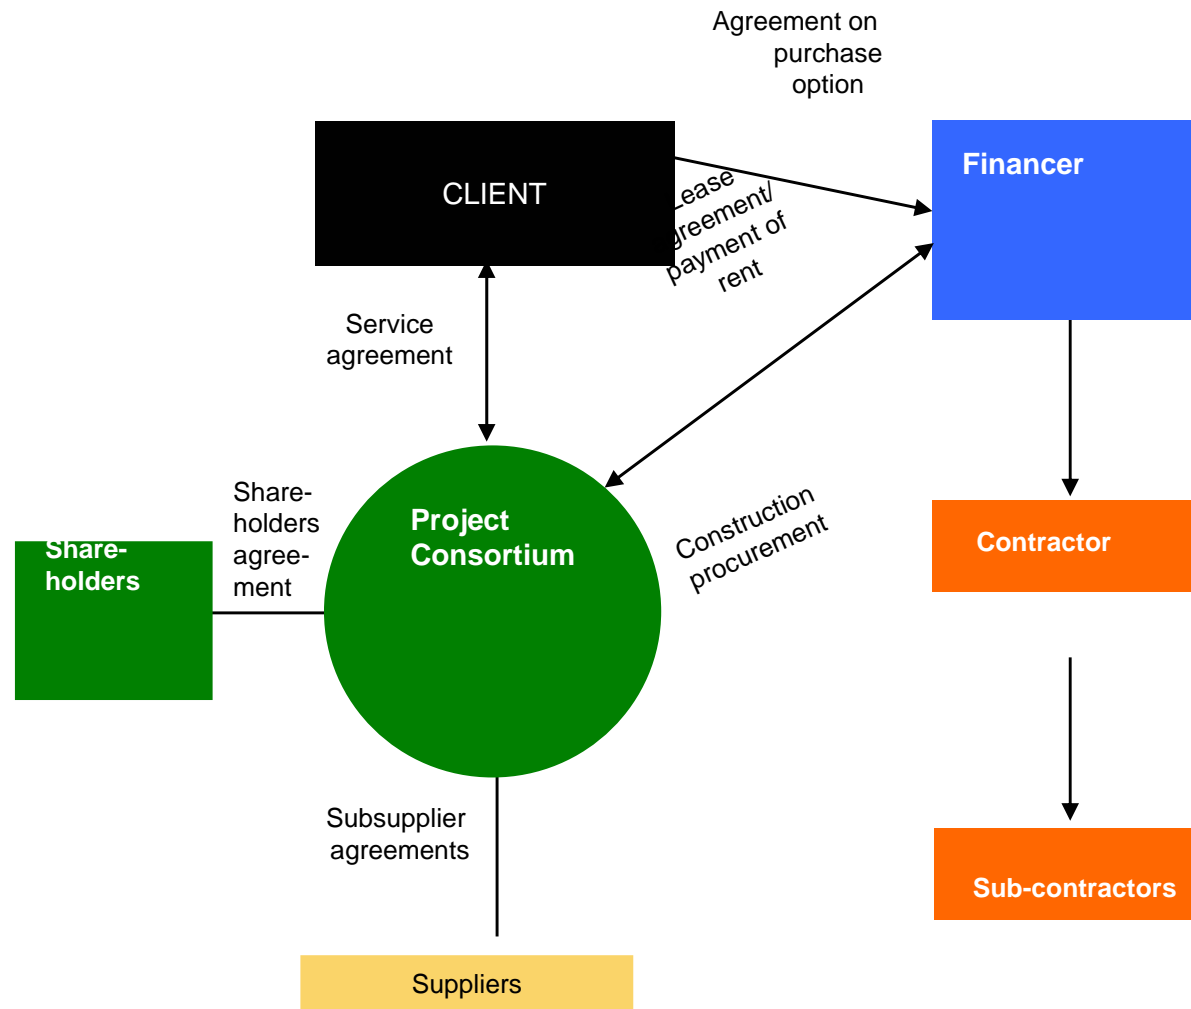 Agreement on
purchase
option
Financer
CLIENT
Lease
agreement/
payment of
rent
Service
agreement
Share-
holders
agree-
ment
Project
Consortium
Construction
procurement
Contractor
Share-
holders
Subsupplier
agreements
Sub-contractors
Suppliers